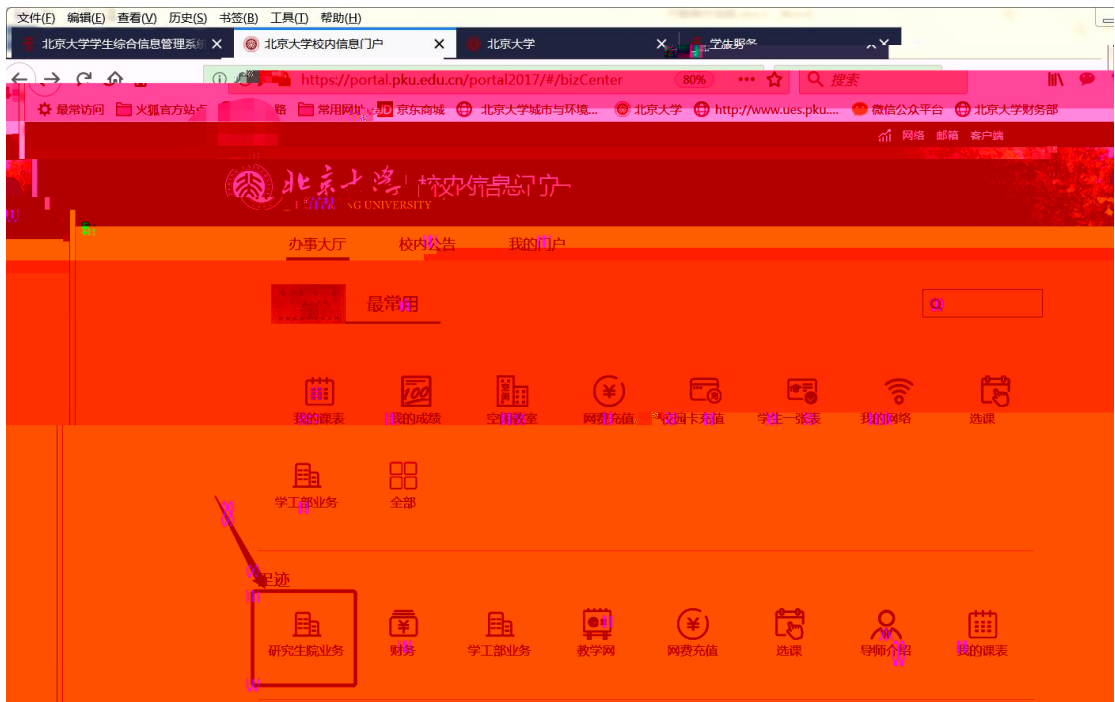 文件(F) 编辑(E) 查看(V) 历史(S) 书签(B) 工具(T) 帮助(H)
北京大学学生综合信息管理系统 北京大学校内信息门户 北京大学
https://portal.pku.edu.cn/portal2017/#/bizCenter 80% 搜索
最常访问 火狐官方站点 常用网址 JD 京东商城 北京大学城市与环境... 北京大学 http://www.ues.pku.... 微信公众平台 北京大学财务部
网络 邮箱 客户端
北京大学 校内信息门户
UNIVERSITY
办事大厅 校内公告 我的门户
最常用
我的课表 我的成绩 空闲教室 网费充值 校园卡充值 学生一张表 我的网络 选课
学工部业务 全部
足迹
研究生院业务 财务 学工部业务 教学网 网费充值 选课 导师介绍 我的课表